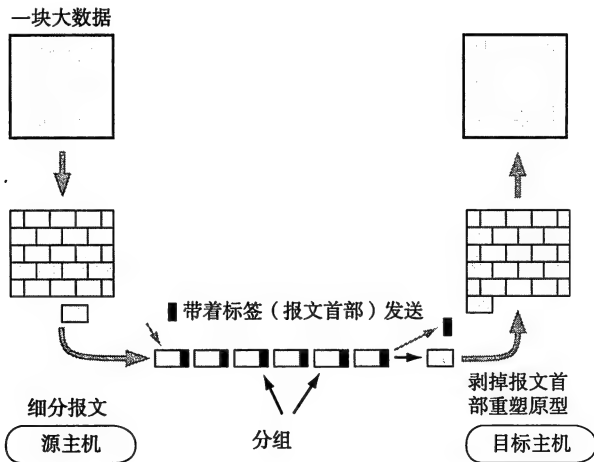 一块大数据
带着标签（报文首部）发送
细分报文
源主机
分组
剥掉报文首
部重塑原型
目标主机